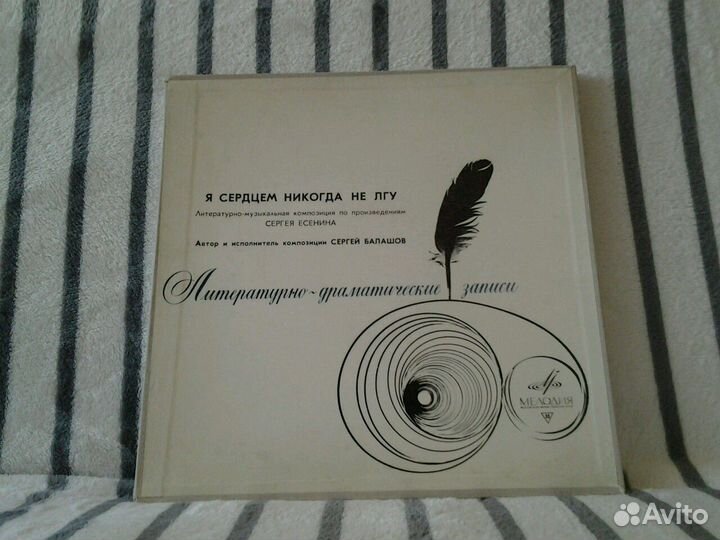 Я СЕРДЦЕМ НИКОГДА НЕ ЛГУ
Литературно-музыкальная композиция по произведениям
СЕРГЕЯ ЕСЕНИНА
Автор и исполнитель композиции СЕРГЕЙ БАЛАШОВ
Литературно-драматические записи
МЕЛОДИЯ
Avito